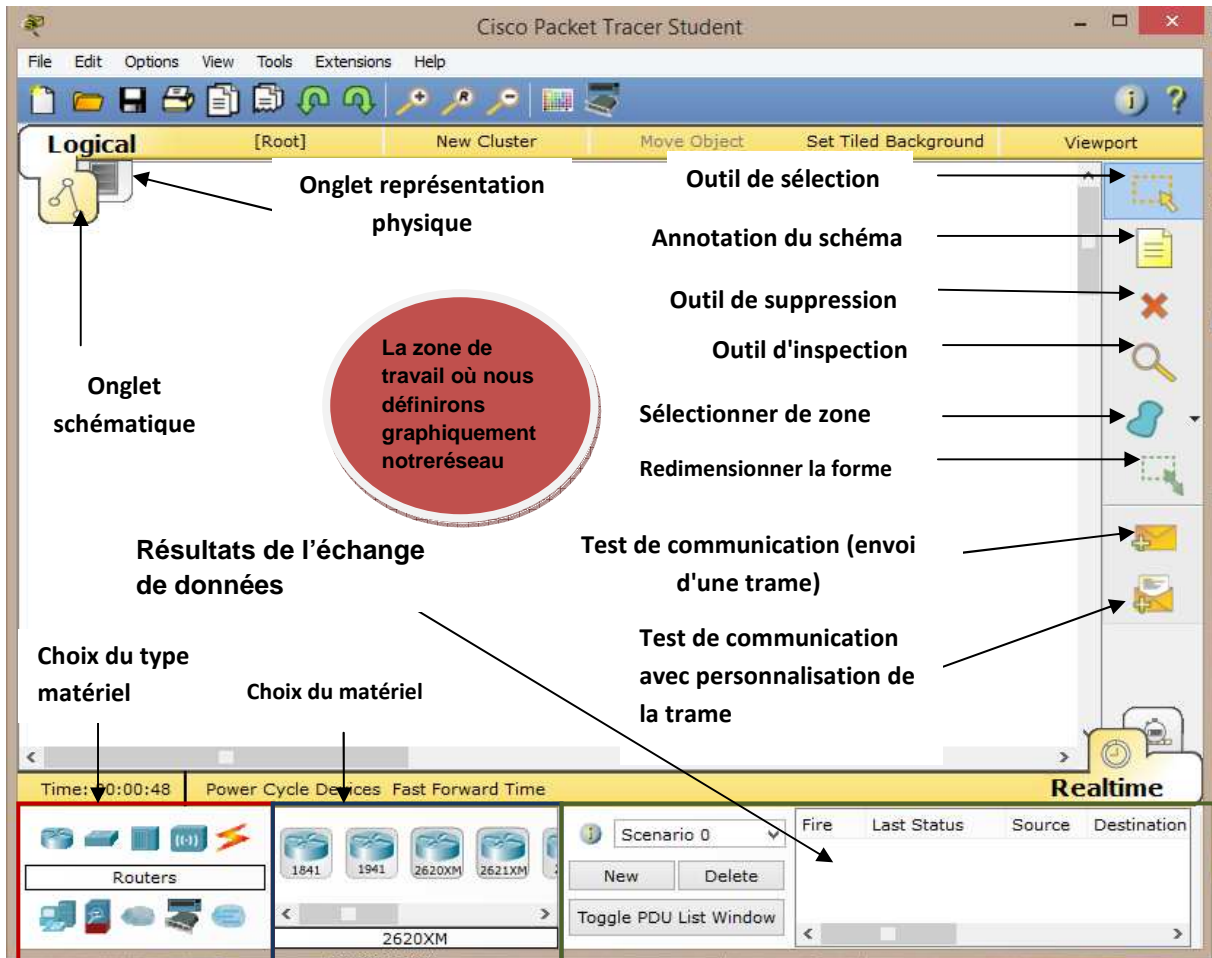 Cisco Packet Tracer Student
File Edit Options View Tools Extensions Help
Logical [Root] New Cluster Move Object Set Tiled Background Viewport
Onglet représentation
physique
Outil de sélection
Annotation du schéma
Outil de suppression
Outil d'inspection
Sélectionner de zone
Redimensionner la forme
Onglet
schématique
La zone de
travail où nous
définirons
graphiquement
notreréseau
Résultats de l'échange
de données
Test de communication (envoi
d'une trame)
Test de communication
avec personnalisation de
la trame
Choix du type
matériel
Choix du matériel
Time: 00:00:48 Power Cycle Devices Fast Forward Time Realtime
Routers
1841 1941 2620XM 2621XM
2620XM
Scenario 0
New Delete
Toggle PDU List Window
Fire Last Status Source Destination